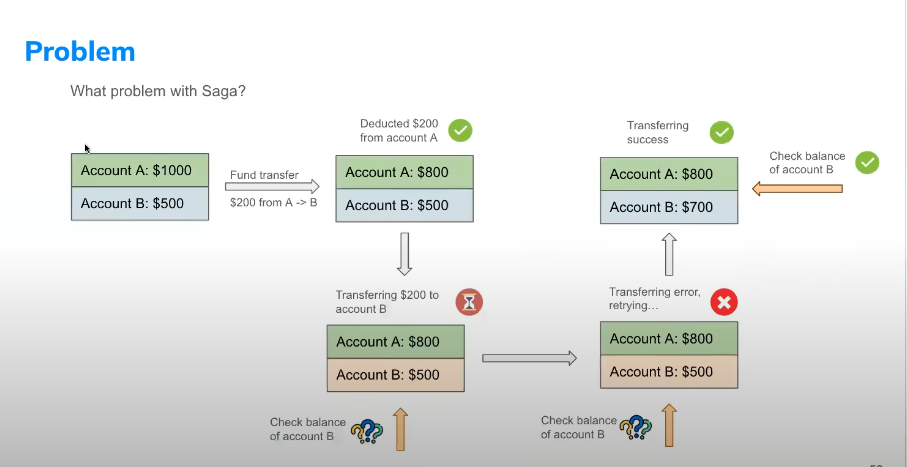 Problem
What problem with Saga?
Account A: $1000
Account B: $500
Fund transfer
$200 from A -> B
Deducted $200
from account A
Account A: $800
Account B: $500
Transferring $200 to
account B
Account A: $800
Account B: $500
Check balance
of account B
Transferring error,
retrying...
Account A: $800
Account B: $500
Check balance
of account B
Transferring
success
Account A: $800
Account B: $700
Check balance
of account B